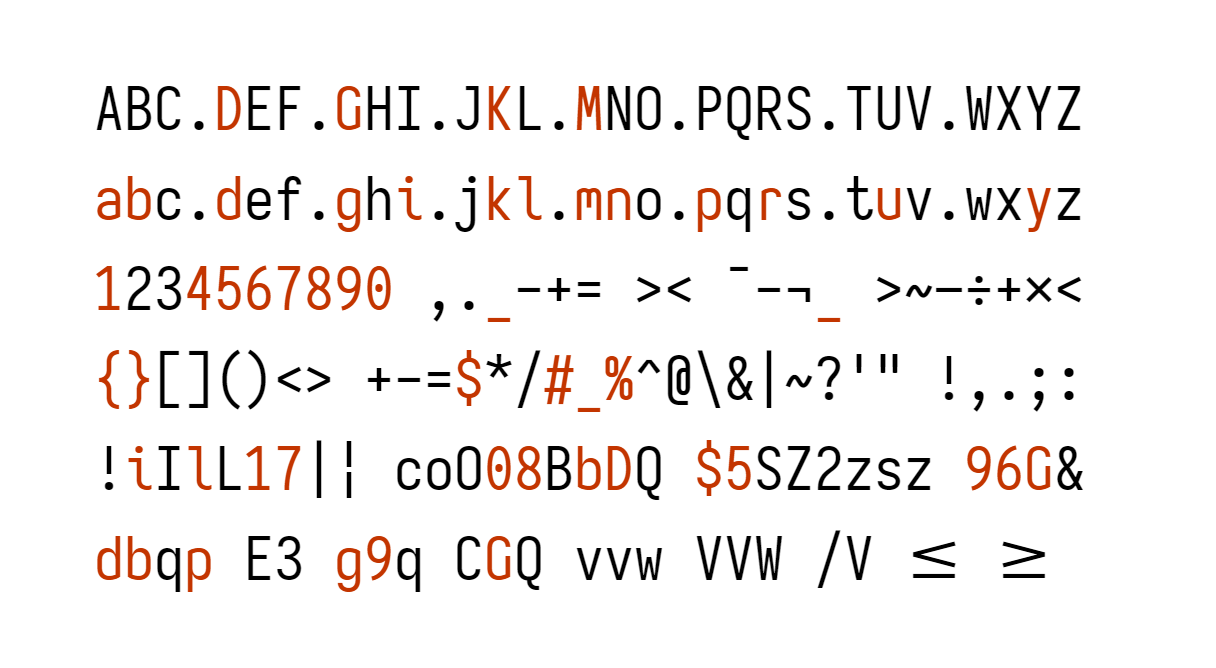 ABC.DEF.GHI.JKL.MNO.PQRS.TUV.WXYZ
abc.def.ghi.jkl.mno.pqrs.tuv.wxyz
1234567890 ,._-+= >< ¯-¬_ >~–÷+×<
{}[]()<> +-=$*/#_%^@\&|~?'" !,.;:
!iIlL17|¦ coO08BbDQ $5SZ2zsz 96G&
dbqp E3 g9q CGQ vvw VVW /V ≤ ≥